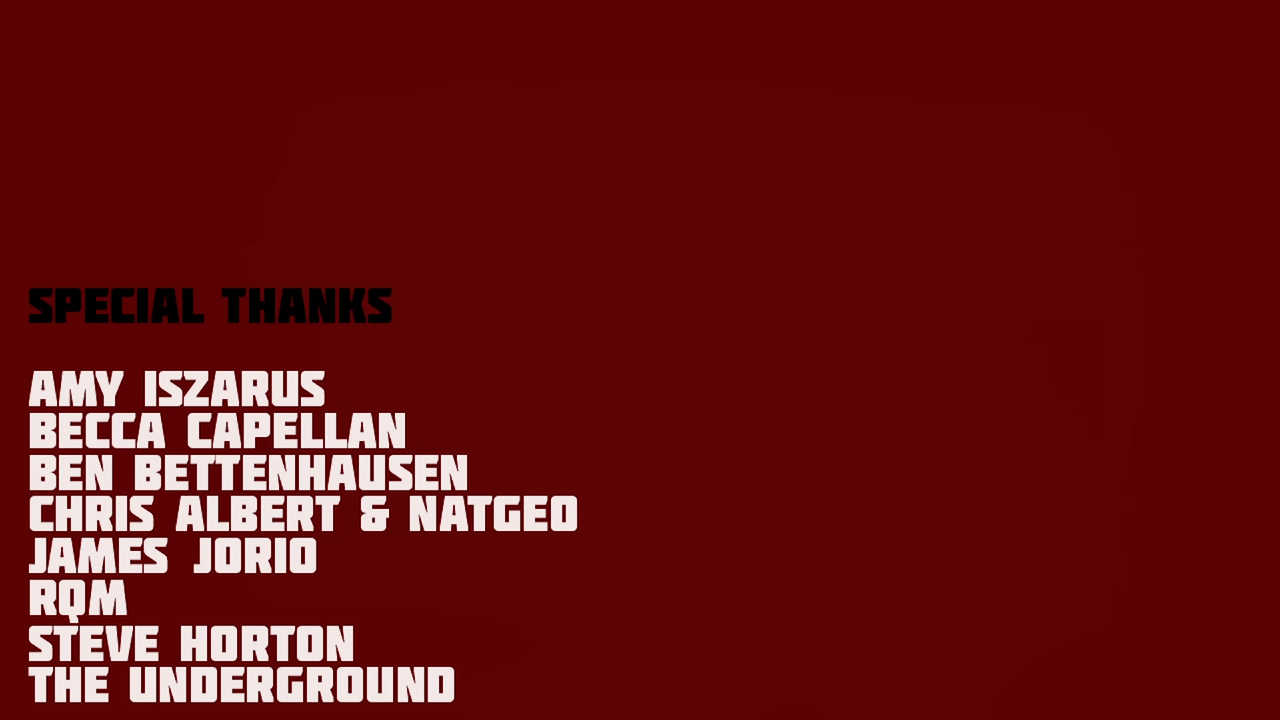 SPECIAL THANKS
AMY ISZARUS
BECCA CAPELLAN
BEN BETTENHAUSEN
CHRIS ALBERT & NATGEO
JAMES JORIO
RQM
STEVE HORTON
THE UNDERGROUND